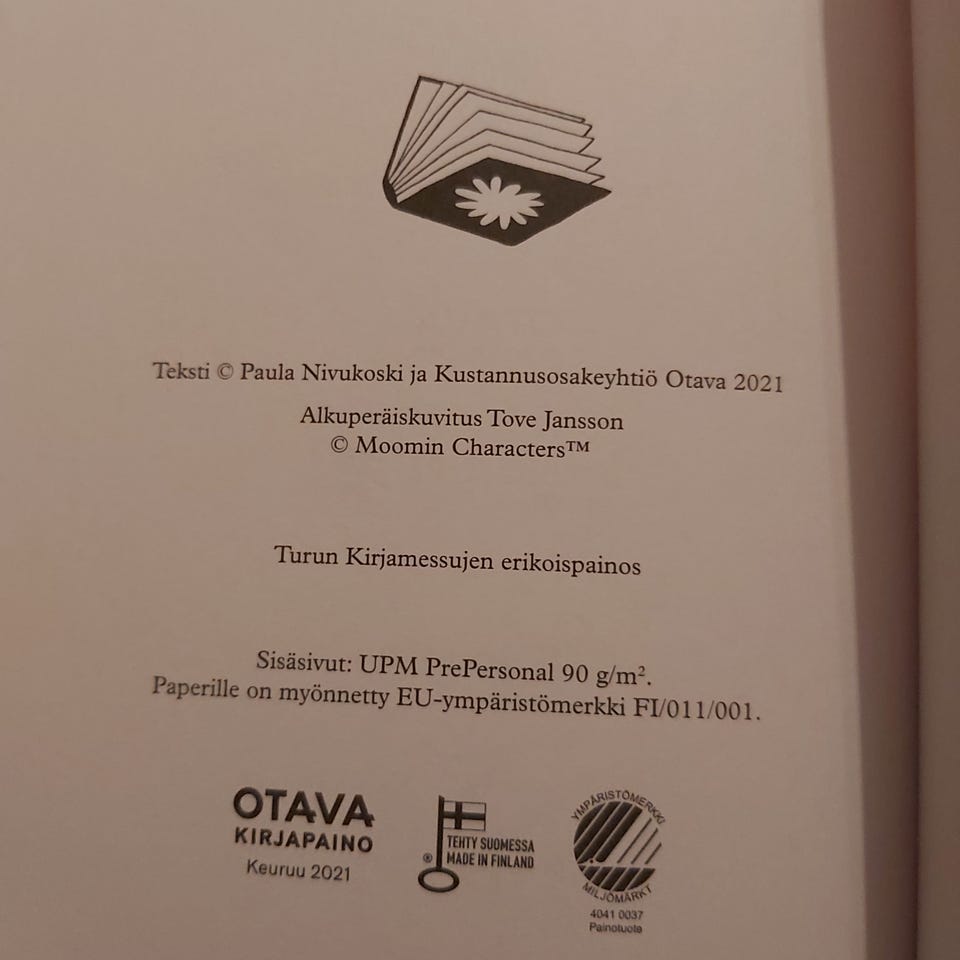 Teksti © Paula Nivukoski ja Kustannusosakeyhtiö Otava 2021
Alkuperäiskuvitus Tove Jansson
© Moomin Characters™
Turun Kirjamessujen erikoispainos
Sisäsivut: UPM PrePersonal 90 g/m².
Paperille on myönnetty EU-ympäristömerkki FI/011/001.
OTAVA
KIRJAPAINO
Keuruu 2021
®
TEHTY SUOMESSA
MADE IN FINLAND
YMPÄRISTÖMERKKI
MILJÖMÄRKT
4041 0037
Painotuote